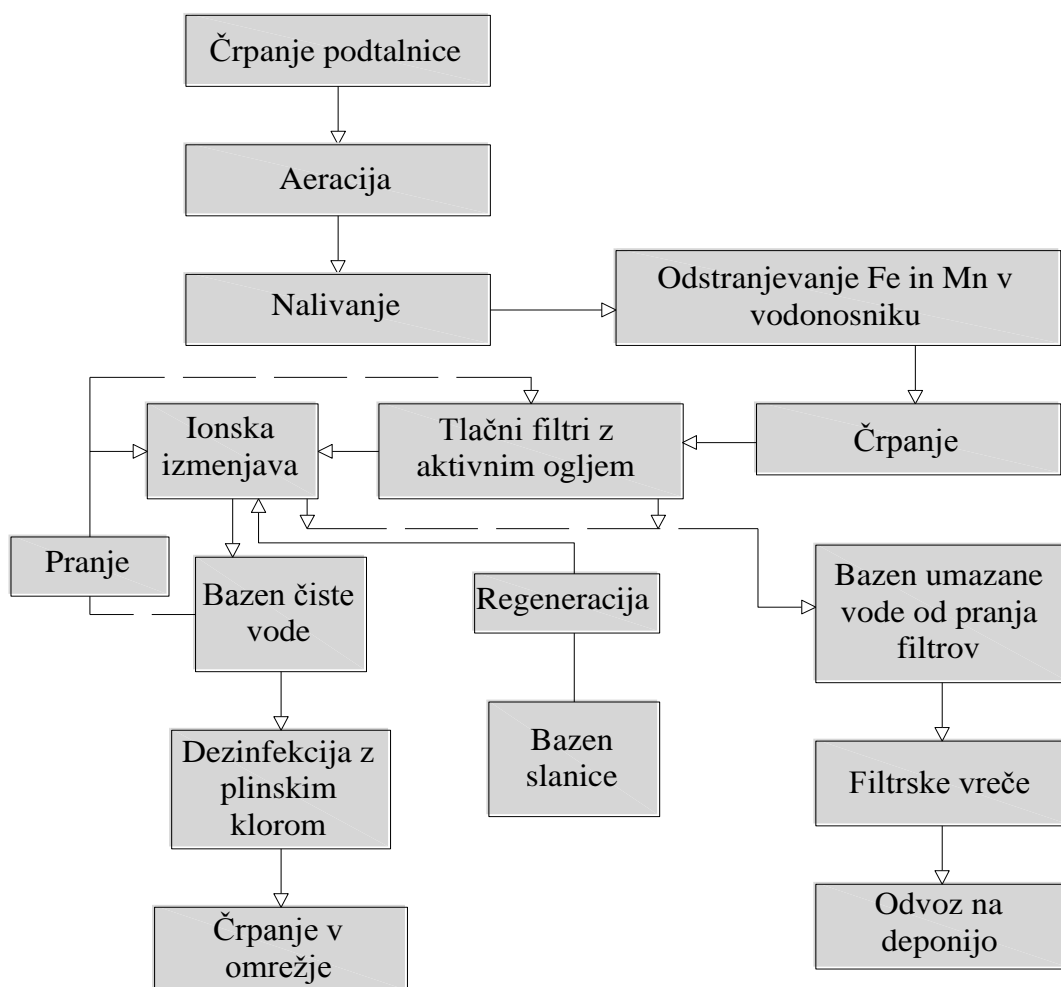 Črpanje podtalnice
Aeracija
Nalivanje
Odstranjevanje Fe in Mn v
vodonosniku
Ionska
izmenjava
Tlačni filtri z
aktivnim ogljem
Črpanje
Pranje
Bazen čiste
vode
Regeneracija
Bazen umazane
vode od pranja
filtrov
Bazen
slanice
Dezinfekcija z
plinskim
klorom
Filtrske vreče
Črpanje v
omrežje
Odvoz na
deponijo